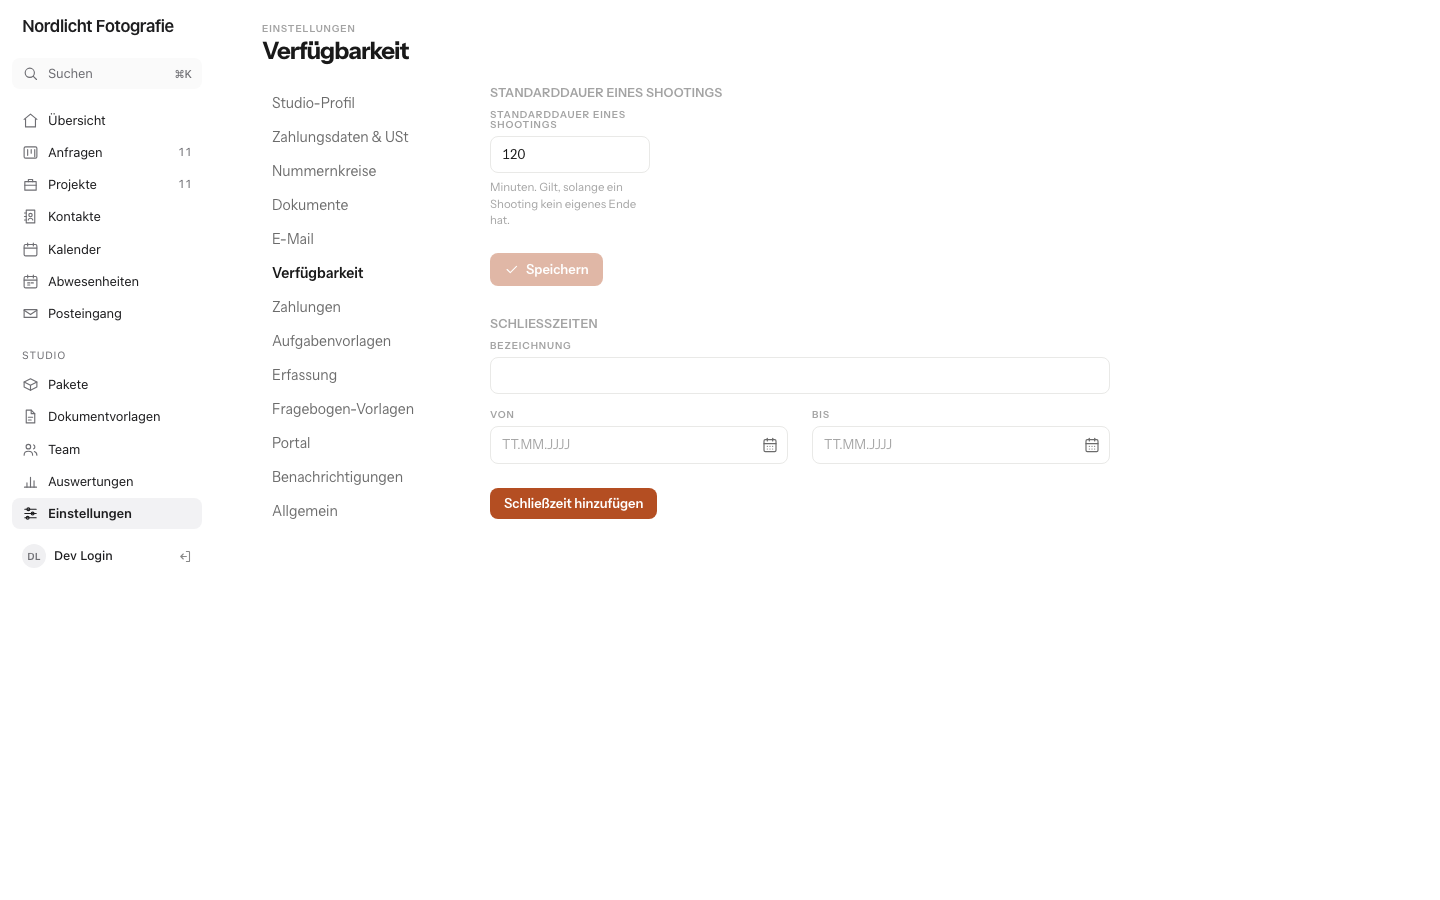 Nordlicht Fotografie
Suchen ⌘K
Übersicht
Anfragen 11
Projekte 11
Kontakte
Kalender
Abwesenheiten
Posteingang
STUDIO
Pakete
Dokumentvorlagen
Team
Auswertungen
Einstellungen
DL Dev Login
EINSTELLUNGEN
Verfügbarkeit
Studio-Profil
Zahlungsdaten & USt
Nummernkreise
Dokumente
E-Mail
Verfügbarkeit
Zahlungen
Aufgabenvorlagen
Erfassung
Fragebogen-Vorlagen
Portal
Benachrichtigungen
Allgemein
STANDARDDAUER EINES SHOOTINGS
STANDARDDAUER EINES
SHOOTINGS
120
Minuten. Gilt, solange ein
Shooting kein eigenes Ende
hat.
Speichern
SCHLIESSZEITEN
BEZEICHNUNG
VON BIS
TT.MM.JJJJ TT.MM.JJJJ
Schließzeit hinzufügen